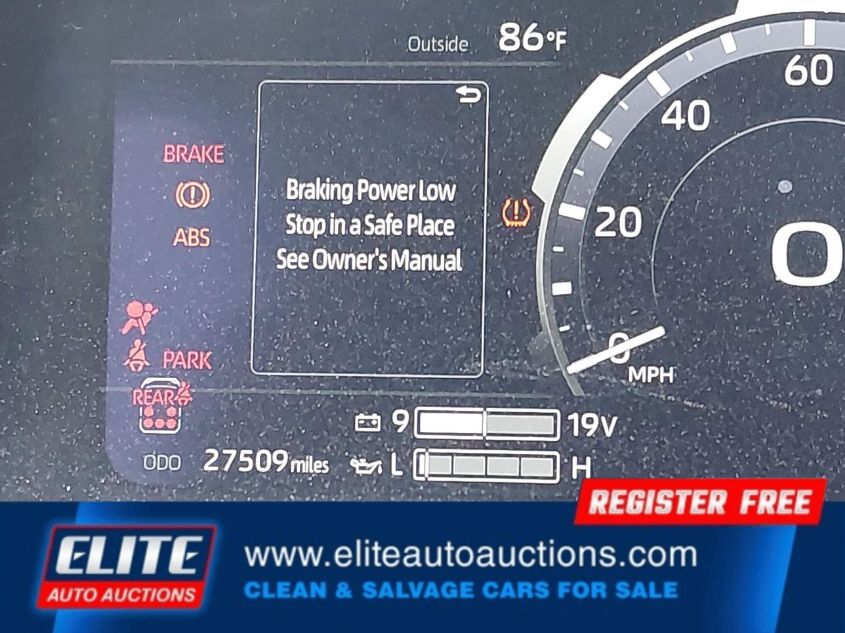 Outside 86°F
BRAKE
ABS
PARK
REAR
Braking Power Low
Stop in a Safe Place
See Owner's Manual
0
20
40
60
MPH
0
9 19V
L H
ODO 27509 miles
REGISTER FREE
ELITE
AUTO AUCTIONS
www.eliteautoauctions.com
CLEAN & SALVAGE CARS FOR SALE